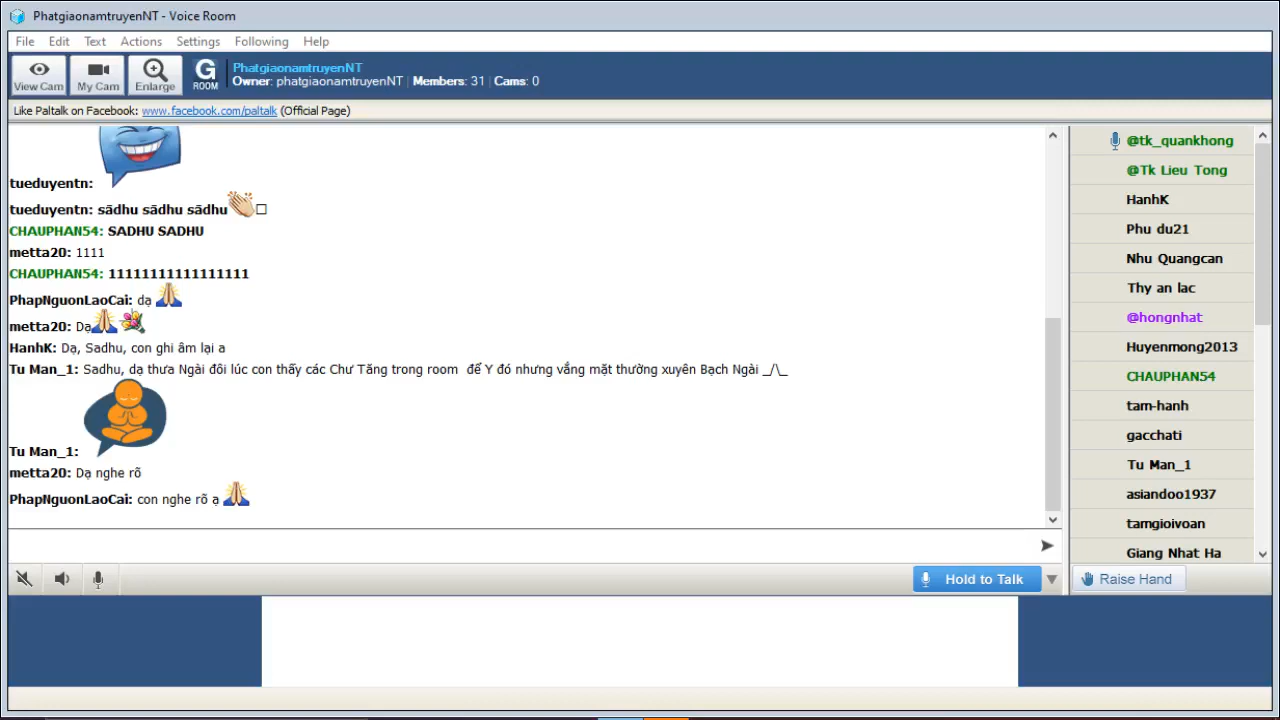 PhatgiaonamtruyenNT - Voice Room
File Edit Text Actions Settings Following Help
View Cam
My Cam
Enlarge
G ROOM
PhatgiaonamtruyenNT
Owner: phatgiaonamtruyenNT | Members: 31 | Cams: 0
Like Paltalk on Facebook: www.facebook.com/paltalk (Official Page)
tueduyentn:
tueduyentn: sādhu sādhu sādhu
CHAUPHAN54: SADHU SADHU
metta20: 1111
CHAUPHAN54: 11111111111111111
PhapNguonLaoCai: dạ
metta20: Dạ
HanhK: Dạ, Sadhu, con ghi âm lại a
Tu Man_1: Sadhu, dạ thưa Ngài đôi lúc con thấy các Chư Tăng trong room để Y đó nhưng vắng mặt thường xuyên Bạch Ngài _/\_
Tu Man_1:
metta20: Dạ nghe rõ
PhapNguonLaoCai: con nghe rõ ạ
Hold to Talk
@tk_quankhong
@Tk Lieu Tong
HanhK
Phu du21
Nhu Quangcan
Thy an lac
@hongnhat
Huyenmong2013
CHAUPHAN54
tam-hanh
gacchati
Tu Man_1
asiandoo1937
tamgioivoan
Giang Nhat Ha
Raise Hand